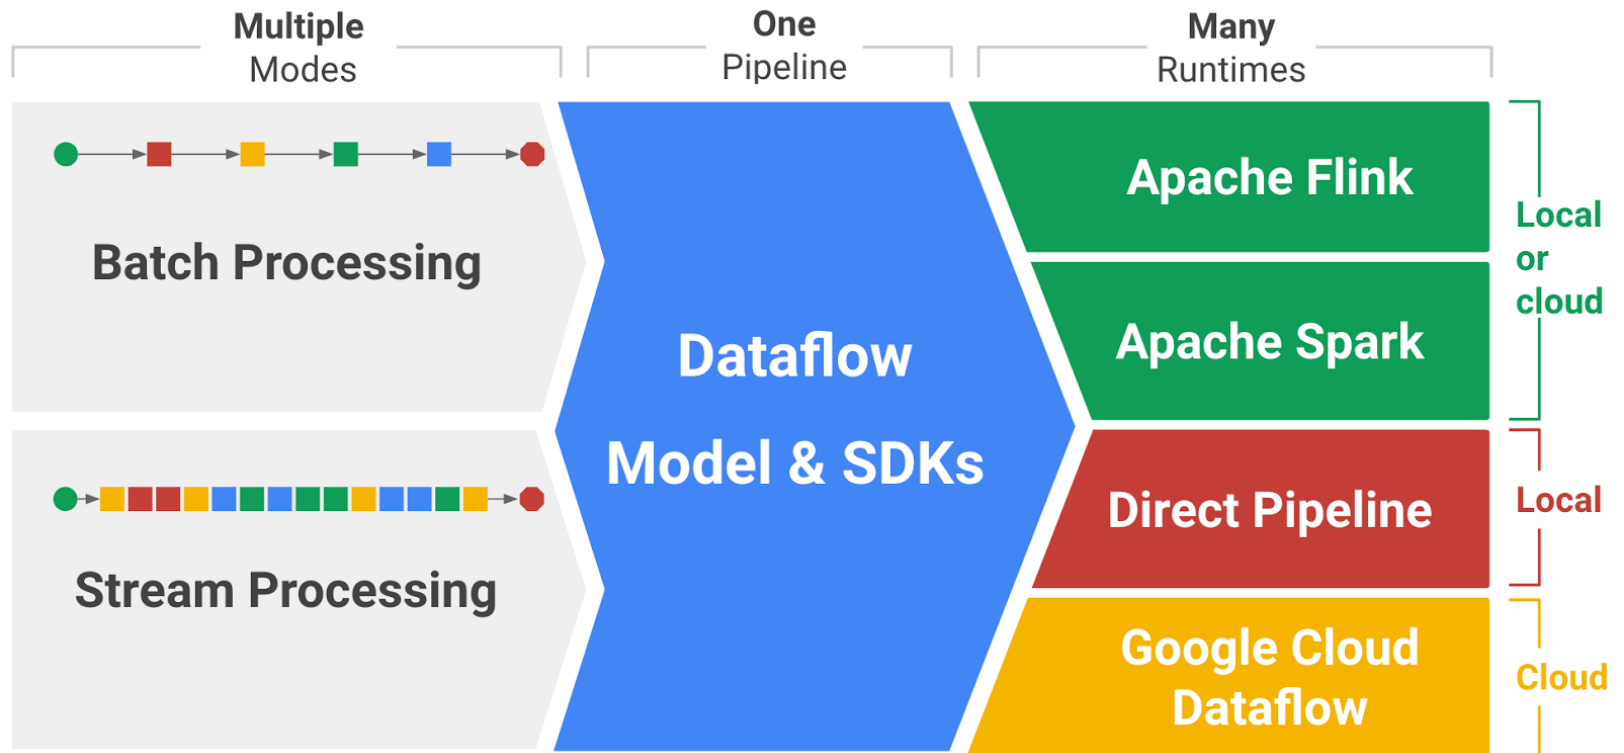 Multiple
Modes
One
Pipeline
Many
Runtimes
Batch Processing
Stream Processing
Dataflow
Model & SDKs
Apache Flink
Apache Spark
Direct Pipeline
Google Cloud
Dataflow
Local
or
cloud
Local
Cloud